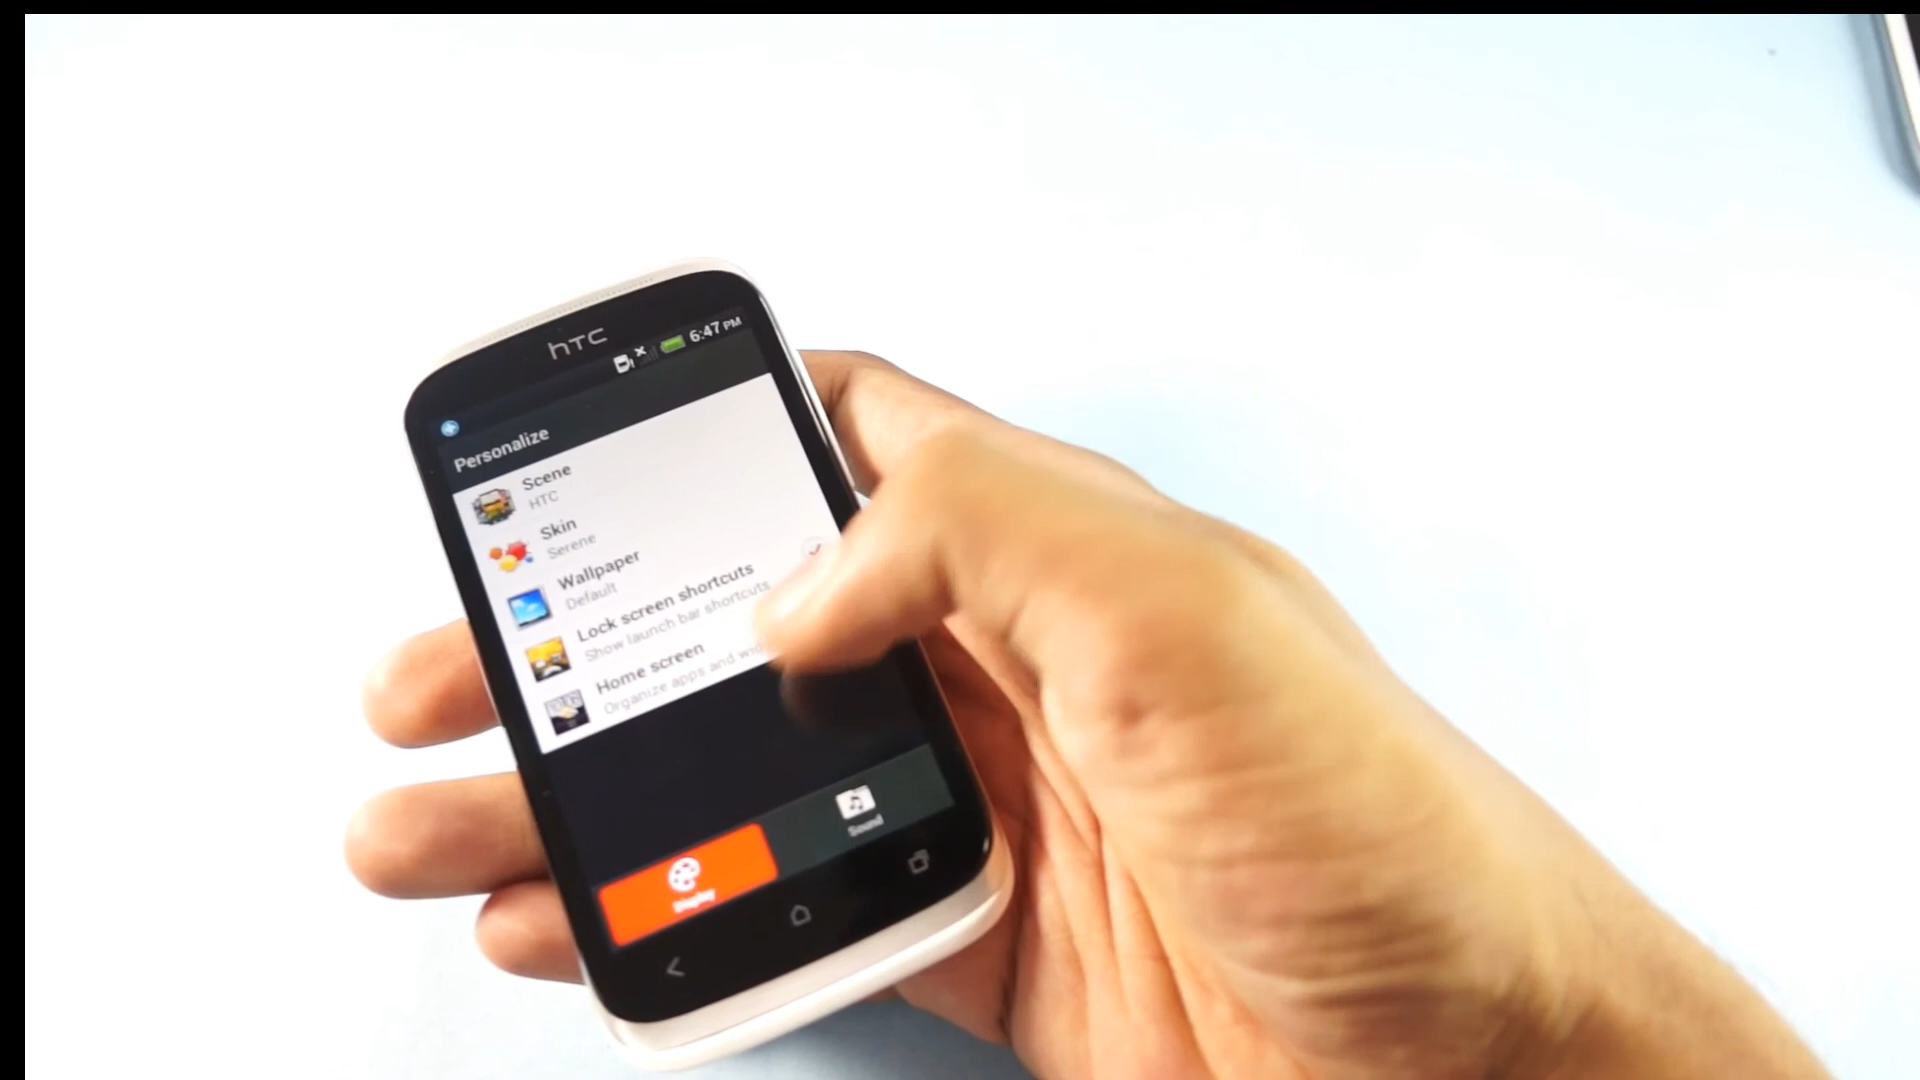 hTC
6:47 PM
Personalize
Scene
HTC
Skin
Serene
Wallpaper
Default
Lock screen shortcuts
Show launch bar shortcuts
Home screen
Organize apps and
Display
Sound